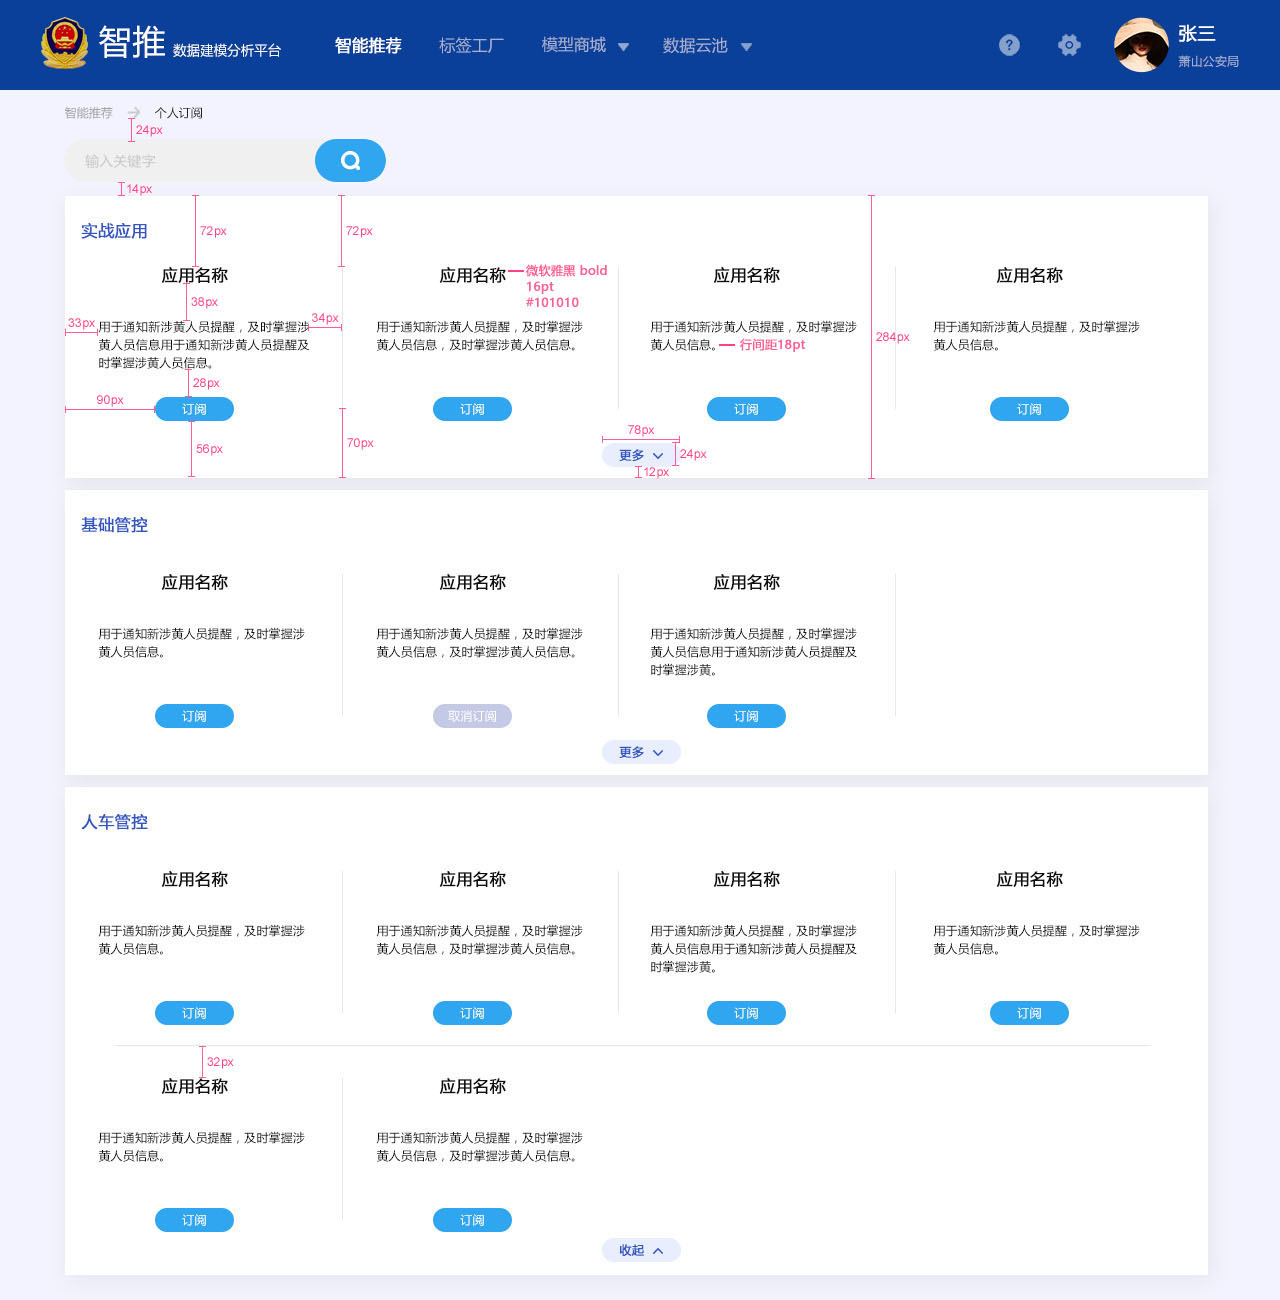 智推 数据建模分析平台 智能推荐 标签工厂 模型商城 数据云池 ? 张三
萧山公安局
智能推荐 个人订阅
24px
输入关键字
14px
实战应用
72px 72px
应用名称 应用名称 应用名称 应用名称
微软雅黑 bold
16pt
#101010
38px
33px 34px
用于通知新涉黄人员提醒，及时掌握涉
黄人员信息用于通知新涉黄人员提醒及
时掌握涉黄人员信息。
用于通知新涉黄人员提醒，及时掌握涉
黄人员信息，及时掌握涉黄人员信息。
用于通知新涉黄人员提醒，及时掌握涉
黄人员信息。
行间距18pt
284px
用于通知新涉黄人员提醒，及时掌握涉
黄人员信息。
28px
90px
订阅 订阅 订阅 订阅
56px 70px
78px
更多 24px
12px
基础管控
应用名称 应用名称 应用名称
用于通知新涉黄人员提醒，及时掌握涉
黄人员信息。
用于通知新涉黄人员提醒，及时掌握涉
黄人员信息，及时掌握涉黄人员信息。
用于通知新涉黄人员提醒，及时掌握涉
黄人员信息用于通知新涉黄人员提醒及
时掌握涉黄。
订阅 取消订阅 订阅
更多
人车管控
应用名称 应用名称 应用名称 应用名称
用于通知新涉黄人员提醒，及时掌握涉
黄人员信息。
用于通知新涉黄人员提醒，及时掌握涉
黄人员信息，及时掌握涉黄人员信息。
用于通知新涉黄人员提醒，及时掌握涉
黄人员信息用于通知新涉黄人员提醒及
时掌握涉黄。
用于通知新涉黄人员提醒，及时掌握涉
黄人员信息。
订阅 订阅 订阅 订阅
32px
应用名称 应用名称
用于通知新涉黄人员提醒，及时掌握涉
黄人员信息。
用于通知新涉黄人员提醒，及时掌握涉
黄人员信息，及时掌握涉黄人员信息。
订阅 订阅
收起